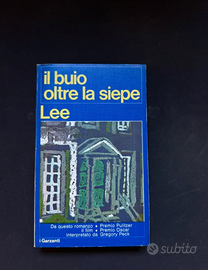 il buio
oltre la siepe
Lee
Da questo romanzo • Premio Pulitzer
il film • Premio Oscar
interpretato da Gregory Peck
i Garzanti
subito